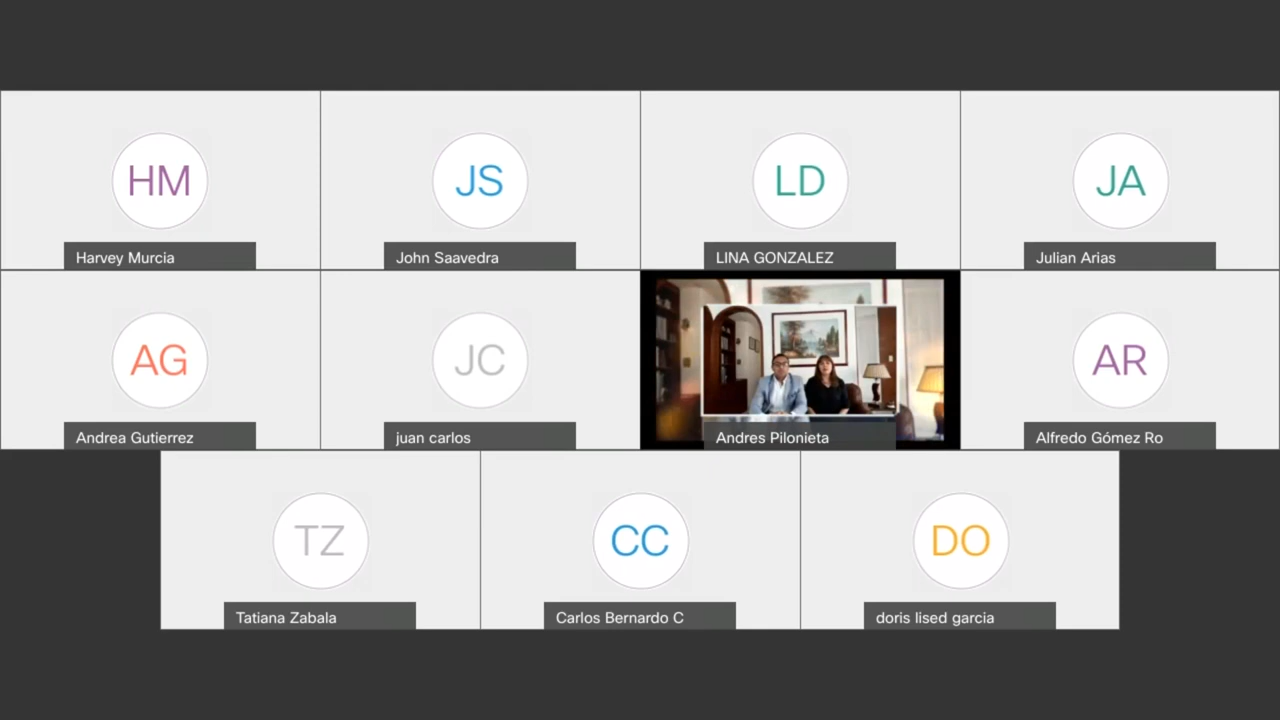 HM
Harvey Murcia
JS
John Saavedra
LD
LINA GONZALEZ
JA
Julian Arias
AG
Andrea Gutierrez
JC
juan carlos
Andres Pilonieta
AR
Alfredo Gómez Ro
TZ
Tatiana Zabala
CC
Carlos Bernardo C
DO
doris lised garcia